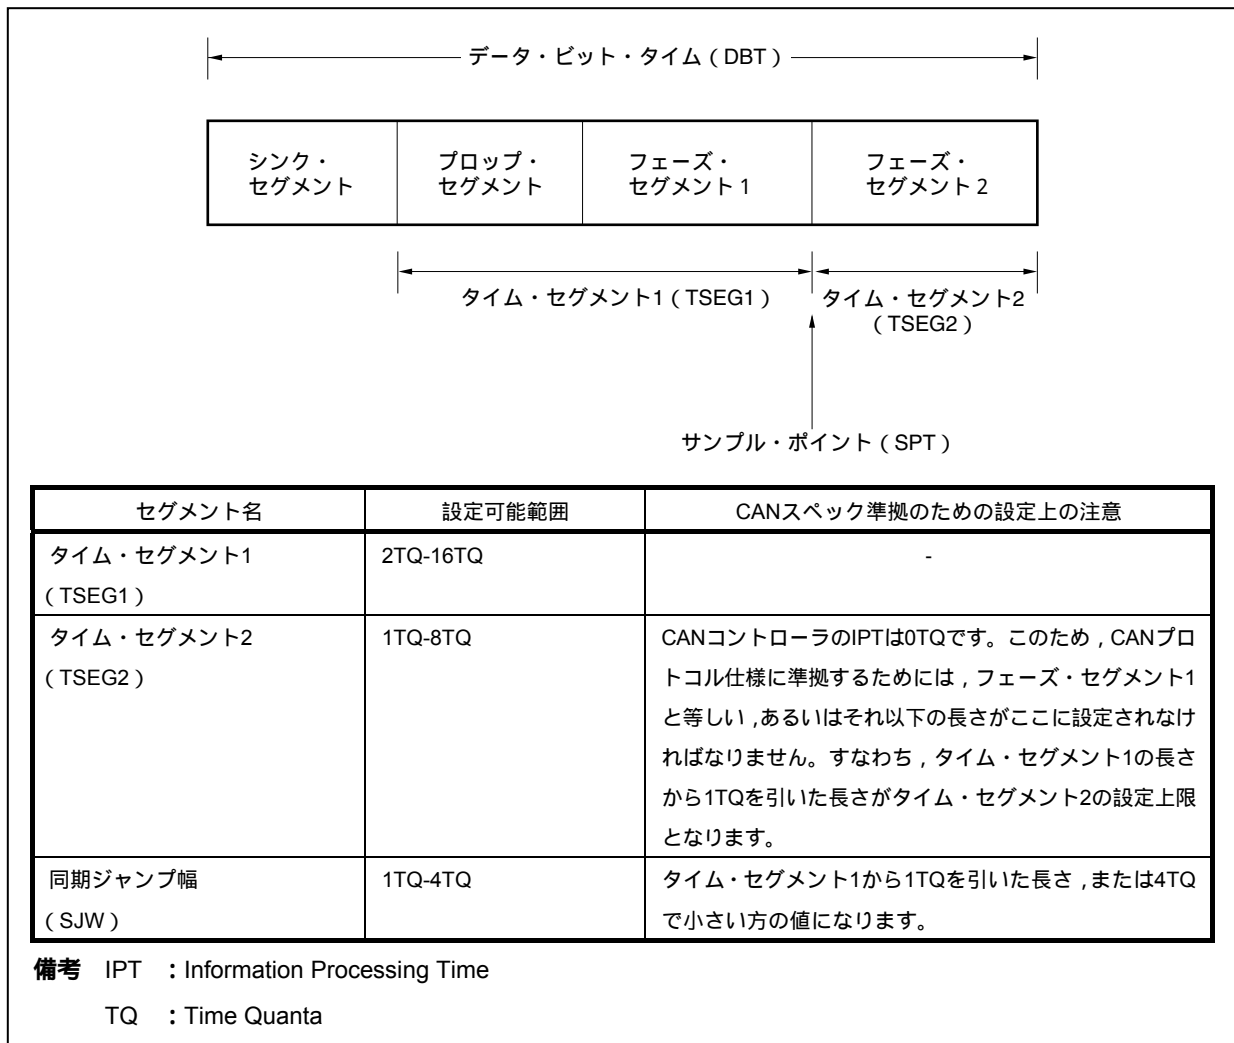 データ・ビット・タイム（DBT）
シンク・
セグメント
プロップ・
セグメント
フェーズ・
セグメント1
フェーズ・
セグメント2
タイム・セグメント1（TSEG1）
タイム・セグメント2
（TSEG2）
サンプル・ポイント（SPT）
セグメント名 設定可能範囲 CANスペック準拠のための設定上の注意
タイム・セグメント1
（TSEG1）
2TQ-16TQ
-
タイム・セグメント2
（TSEG2）
1TQ-8TQ
CANコントローラのIPTは0TQです。このため，CANプロ
トコル仕様に準拠するためには，フェーズ・セグメント1
と等しい，あるいはそれ以下の長さがここに設定されなけ
ればなりません。すなわち，タイム・セグメント1の長さ
から1TQを引いた長さがタイム・セグメント2の設定上限
となります。
同期ジャンプ幅
（SJW）
1TQ-4TQ
タイム・セグメント1から1TQを引いた長さ，または4TQ
で小さい方の値になります。
備考 IPT ：Information Processing Time
TQ ：Time Quanta